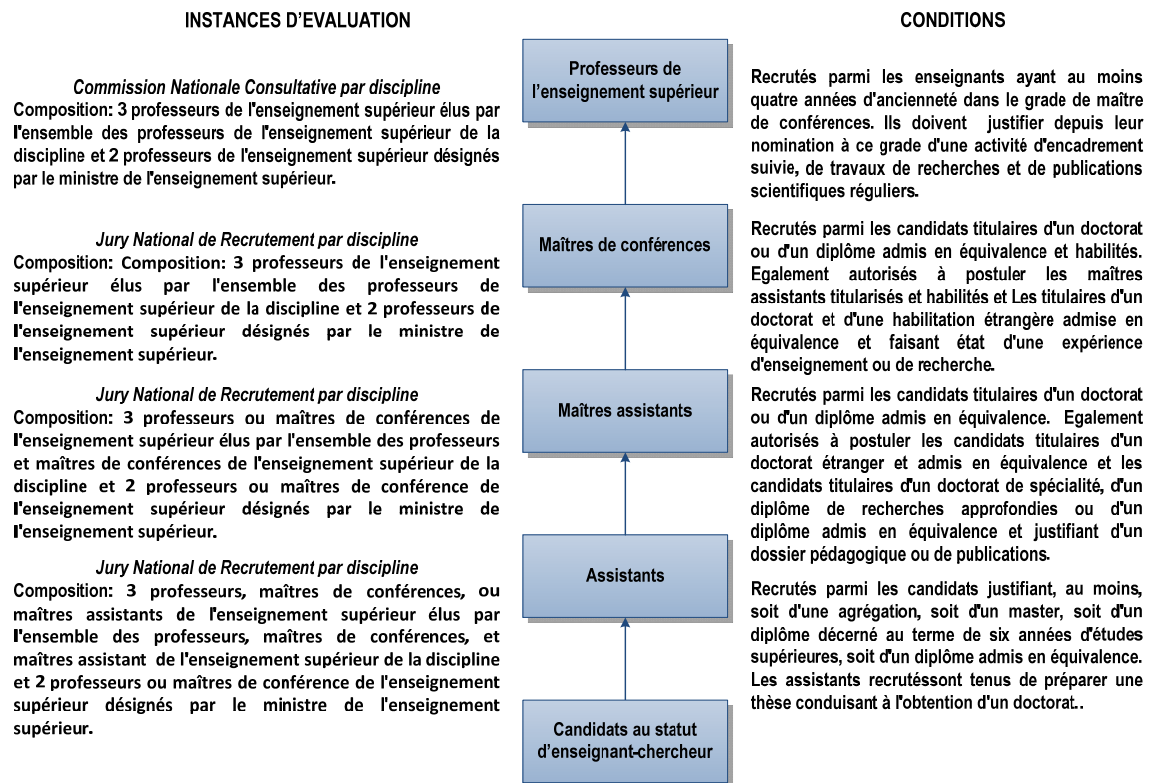 INSTANCES D'EVALUATION
Commission Nationale Consultative par discipline
Composition: 3 professeurs de l'enseignement supérieur élus par
l'ensemble des professeurs de l'enseignement supérieur de la
discipline et 2 professeurs de l'enseignement supérieur désignés
par le ministre de l'enseignement supérieur.
Jury National de Recrutement par discipline
Composition: Composition: 3 professeurs de l'enseignement
supérieur élus par l'ensemble des professeurs de
l'enseignement supérieur de la discipline et 2 professeurs de
l'enseignement supérieur désignés par le ministre de
l'enseignement supérieur.
Jury National de Recrutement par discipline
Composition: 3 professeurs ou maîtres de conférences de
l'enseignement supérieur élus par l'ensemble des professeurs
et maîtres de conférences de l'enseignement supérieur de la
discipline et 2 professeurs ou maîtres de conférence de
l'enseignement supérieur désignés par le ministre de
l'enseignement supérieur.
Jury National de Recrutement par discipline
Composition: 3 professeurs, maîtres de conférences, ou
maîtres assistants de l'enseignement supérieur élus par
l'ensemble des professeurs, maîtres de conférences, et
maîtres assistant de l'enseignement supérieur de la discipline
et 2 professeurs ou maîtres de conférence de l'enseignement
supérieur désignés par le ministre de l'enseignement
supérieur.
Professeurs de
l'enseignement supérieur
Maîtres de conférences
Maîtres assistants
Assistants
Candidats au statut
d'enseignant-chercheur
CONDITIONS
Recrutés parmi les enseignants ayant au moins
quatre années d'ancienneté dans le grade de maître
de conférences. Ils doivent justifier depuis leur
nomination à ce grade d'une activité d'encadrement
suivie, de travaux de recherches et de publications
scientifiques réguliers.
Recrutés parmi les candidats titulaires d'un doctorat
ou d'un diplôme admis en équivalence et habilités.
Egalement autorisés à postuler les maîtres
assistants titularisés et habilités et Les titulaires d'un
doctorat et d'une habilitation étrangère admise en
équivalence et faisant état d'une expérience
d'enseignement ou de recherche.
Recrutés parmi les candidats titulaires d'un doctorat
ou d'un diplôme admis en équivalence. Egalement
autorisés à postuler les candidats titulaires d'un
doctorat étranger et admis en équivalence et les
candidats titulaires d'un doctorat de spécialité, d'un
diplôme de recherches approfondies ou d'un
diplôme admis en équivalence et justifiant d'un
dossier pédagogique ou de publications.
Recrutés parmi les candidats justifiant, au moins,
soit d'une agrégation, soit d'un master, soit d'un
diplôme décerné au terme de six années d'études
supérieures, soit d'un diplôme admis en équivalence.
Les assistants recrutéssont tenus de préparer une
thèse conduisant à l'obtention d'un doctorat..